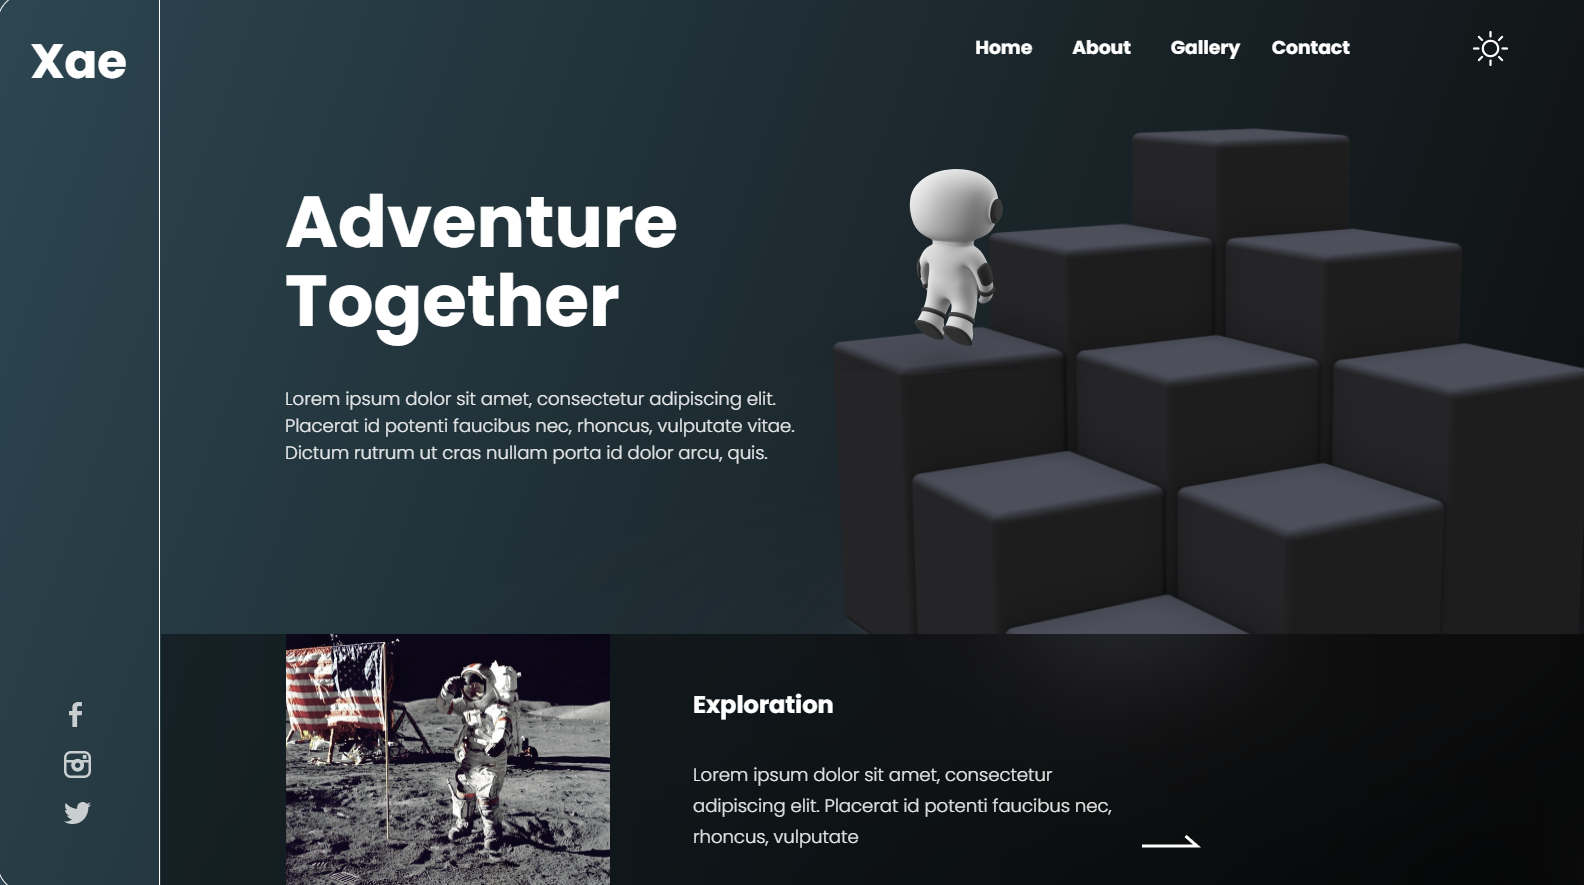 Xae
Home About Gallery Contact
Adventure
Together
Lorem ipsum dolor sit amet, consectetur adipiscing elit.
Placerat id potenti faucibus nec, rhoncus, vulputate vitae.
Dictum rutrum ut cras nullam porta id dolor arcu, quis.
Exploration
Lorem ipsum dolor sit amet, consectetur
adipiscing elit. Placerat id potenti faucibus nec,
rhoncus, vulputate